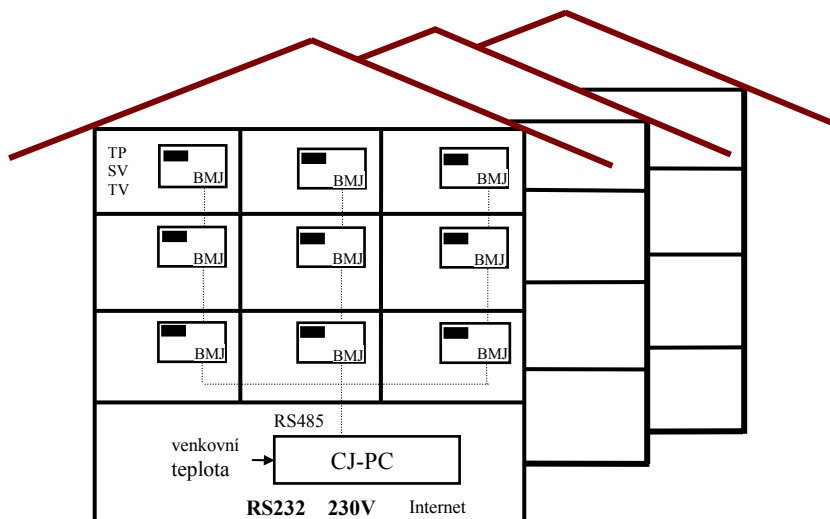 TP
SV
TV
BMJ BMJ BMJ
BMJ BMJ BMJ
BMJ BMJ BMJ
RS485
venkovní
teplota
CJ-PC
RS232 230V Internet